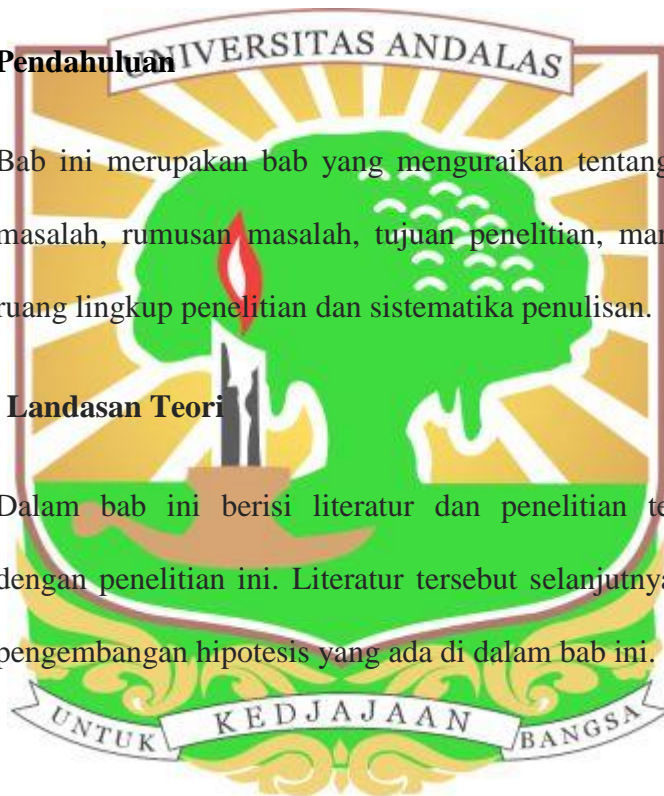 UNIVERSITAS ANDALAS
Pendahuluan
Bab ini merupakan bab yang menguraikan tentang
masalah, rumusan masalah, tujuan penelitian,
ruang lingkup penelitian dan sistematika penulisan.
Landasan Teori
Dalam bab ini berisi literatur dan penelitian
dengan penelitian ini. Literatur tersebut selanjutnya
pengembangan hipotesis yang ada di dalam bab ini.
UNTUK KEDJAJAAN BANGSA